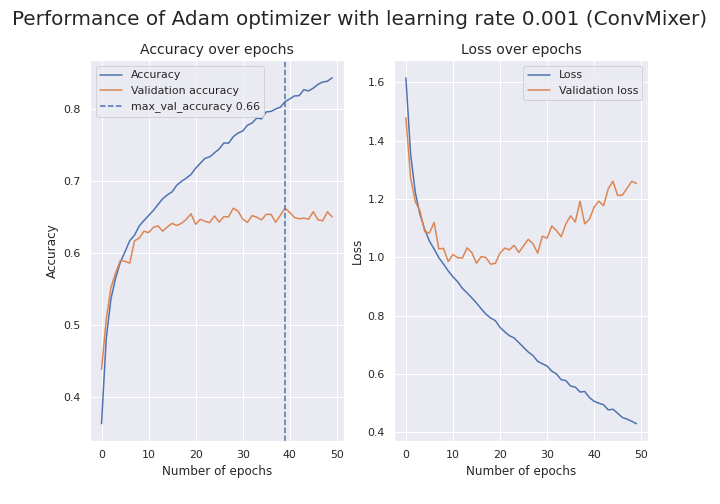 Performance of Adam optimizer with learning rate 0.001 (ConvMixer)
Accuracy over epochs
Accuracy
Validation accuracy
max_val_accuracy 0.66
0.8
0.7
0.6
0.5
0.4
Accuracy
0 10 20 30 40 50
Number of epochs
Loss over epochs
Loss
Validation loss
1.6
1.4
1.2
1.0
0.8
0.6
0.4
Loss
0 10 20 30 40 50
Number of epochs